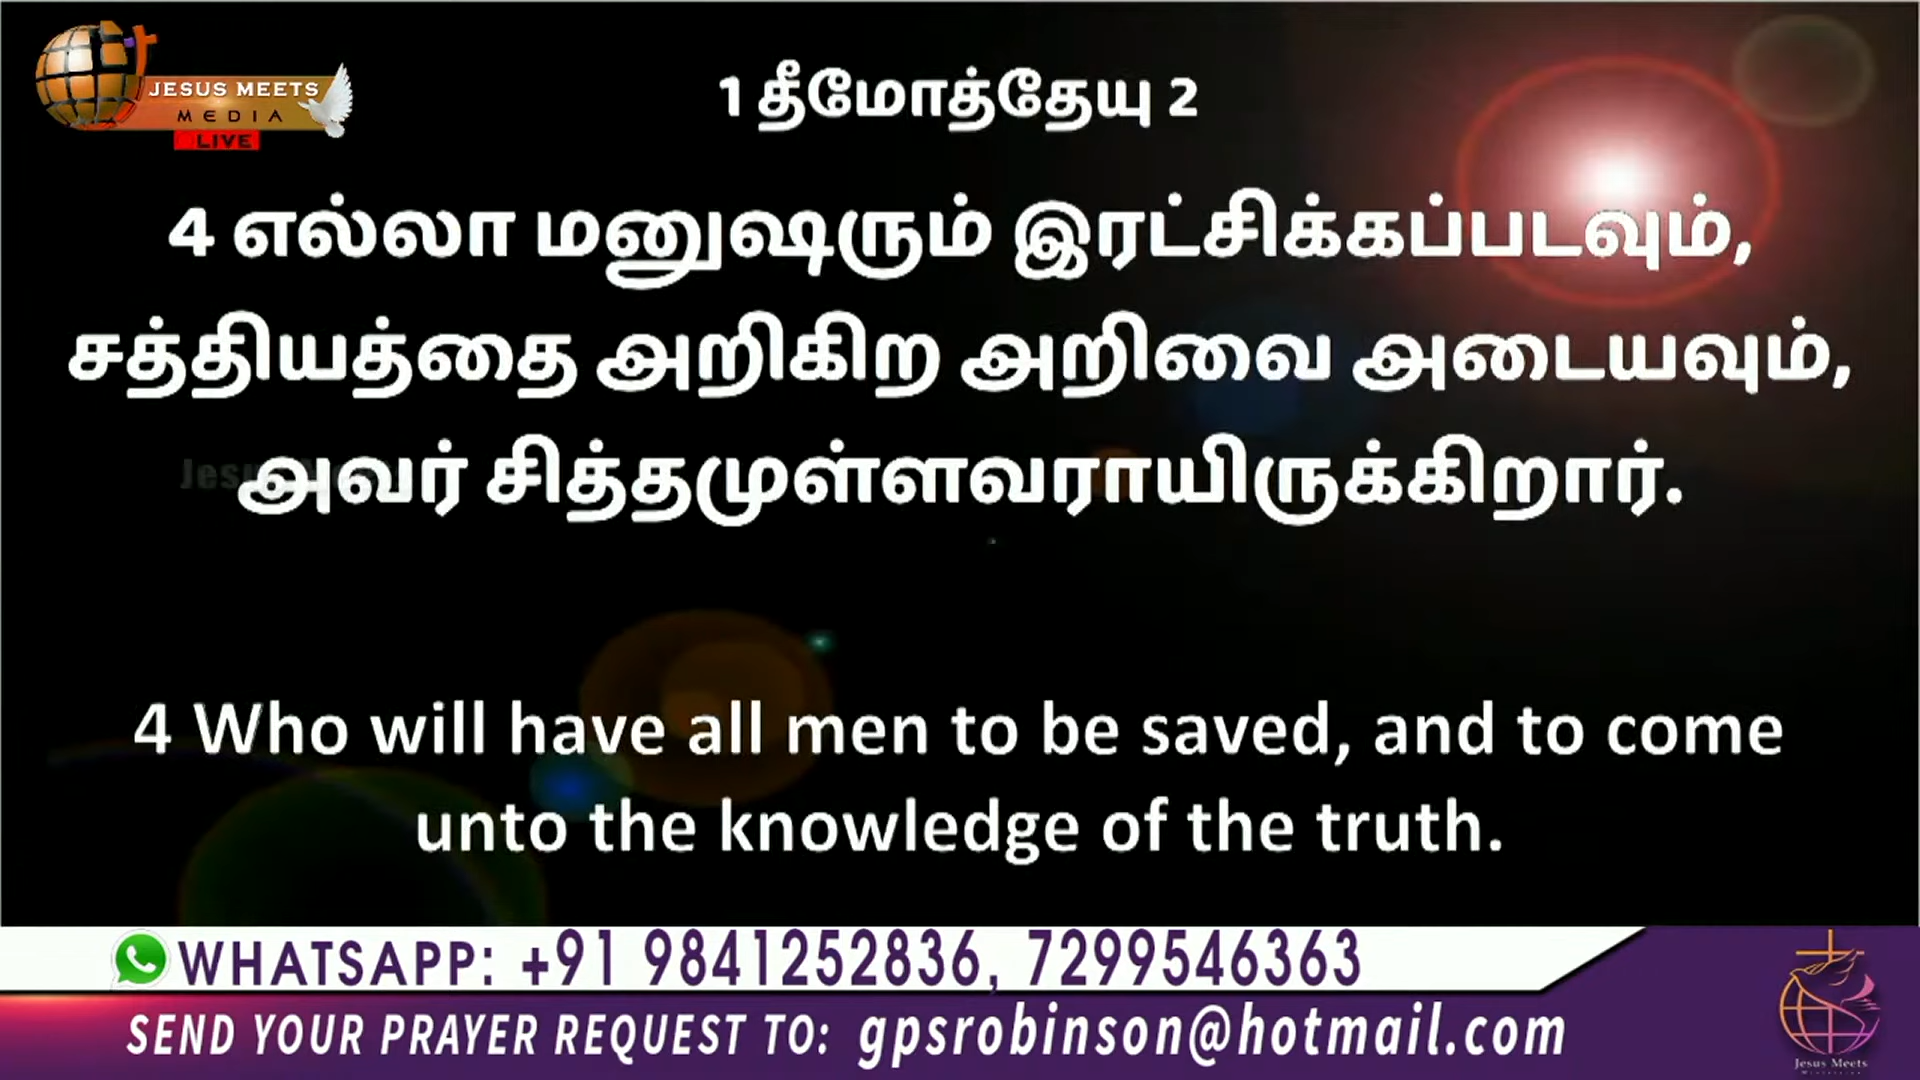 JESUS MEETS
MEDIA
LIVE
1 தீமோத்தேயு 2
4 எல்லா மனுஷரும் இரட்சிக்கப்படவும்,
சத்தியத்தை அறிகிற அறிவை அடையவும்,
அவர் சித்தமுள்ளவராயிருக்கிறார்.
4 Who will have all men to be saved, and to come
unto the knowledge of the truth.
WHATSAPP: +91 9841252836, 7299546363
SEND YOUR PRAYER REQUEST TO: gpsrobinson@hotmail.com
Jesus Meets